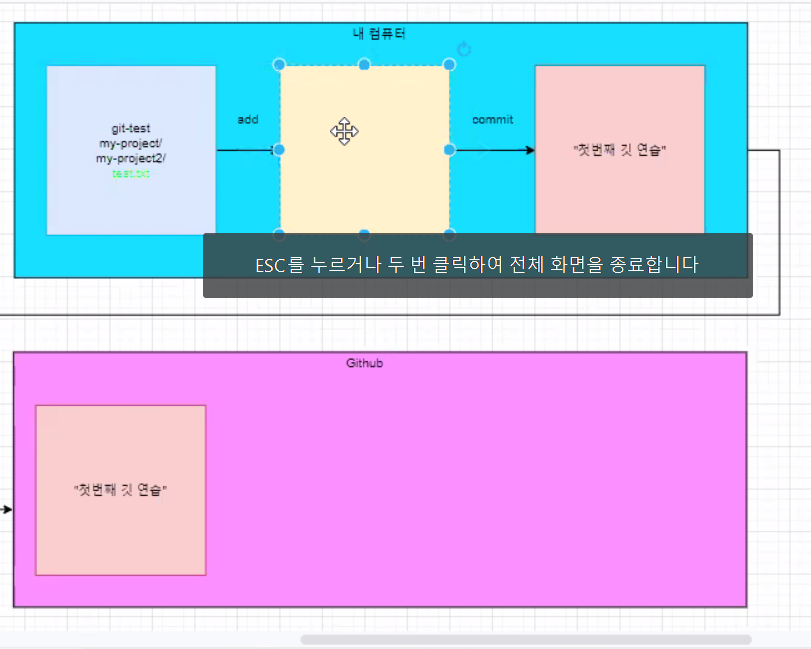 내 컴퓨터
git-test
my-project/
my-project2/
test.txt
add
commit
"첫번째 깃 연습"
ESC를 누르거나 두 번 클릭하여 전체 화면을 종료합니다
Github
"첫번째 깃 연습"